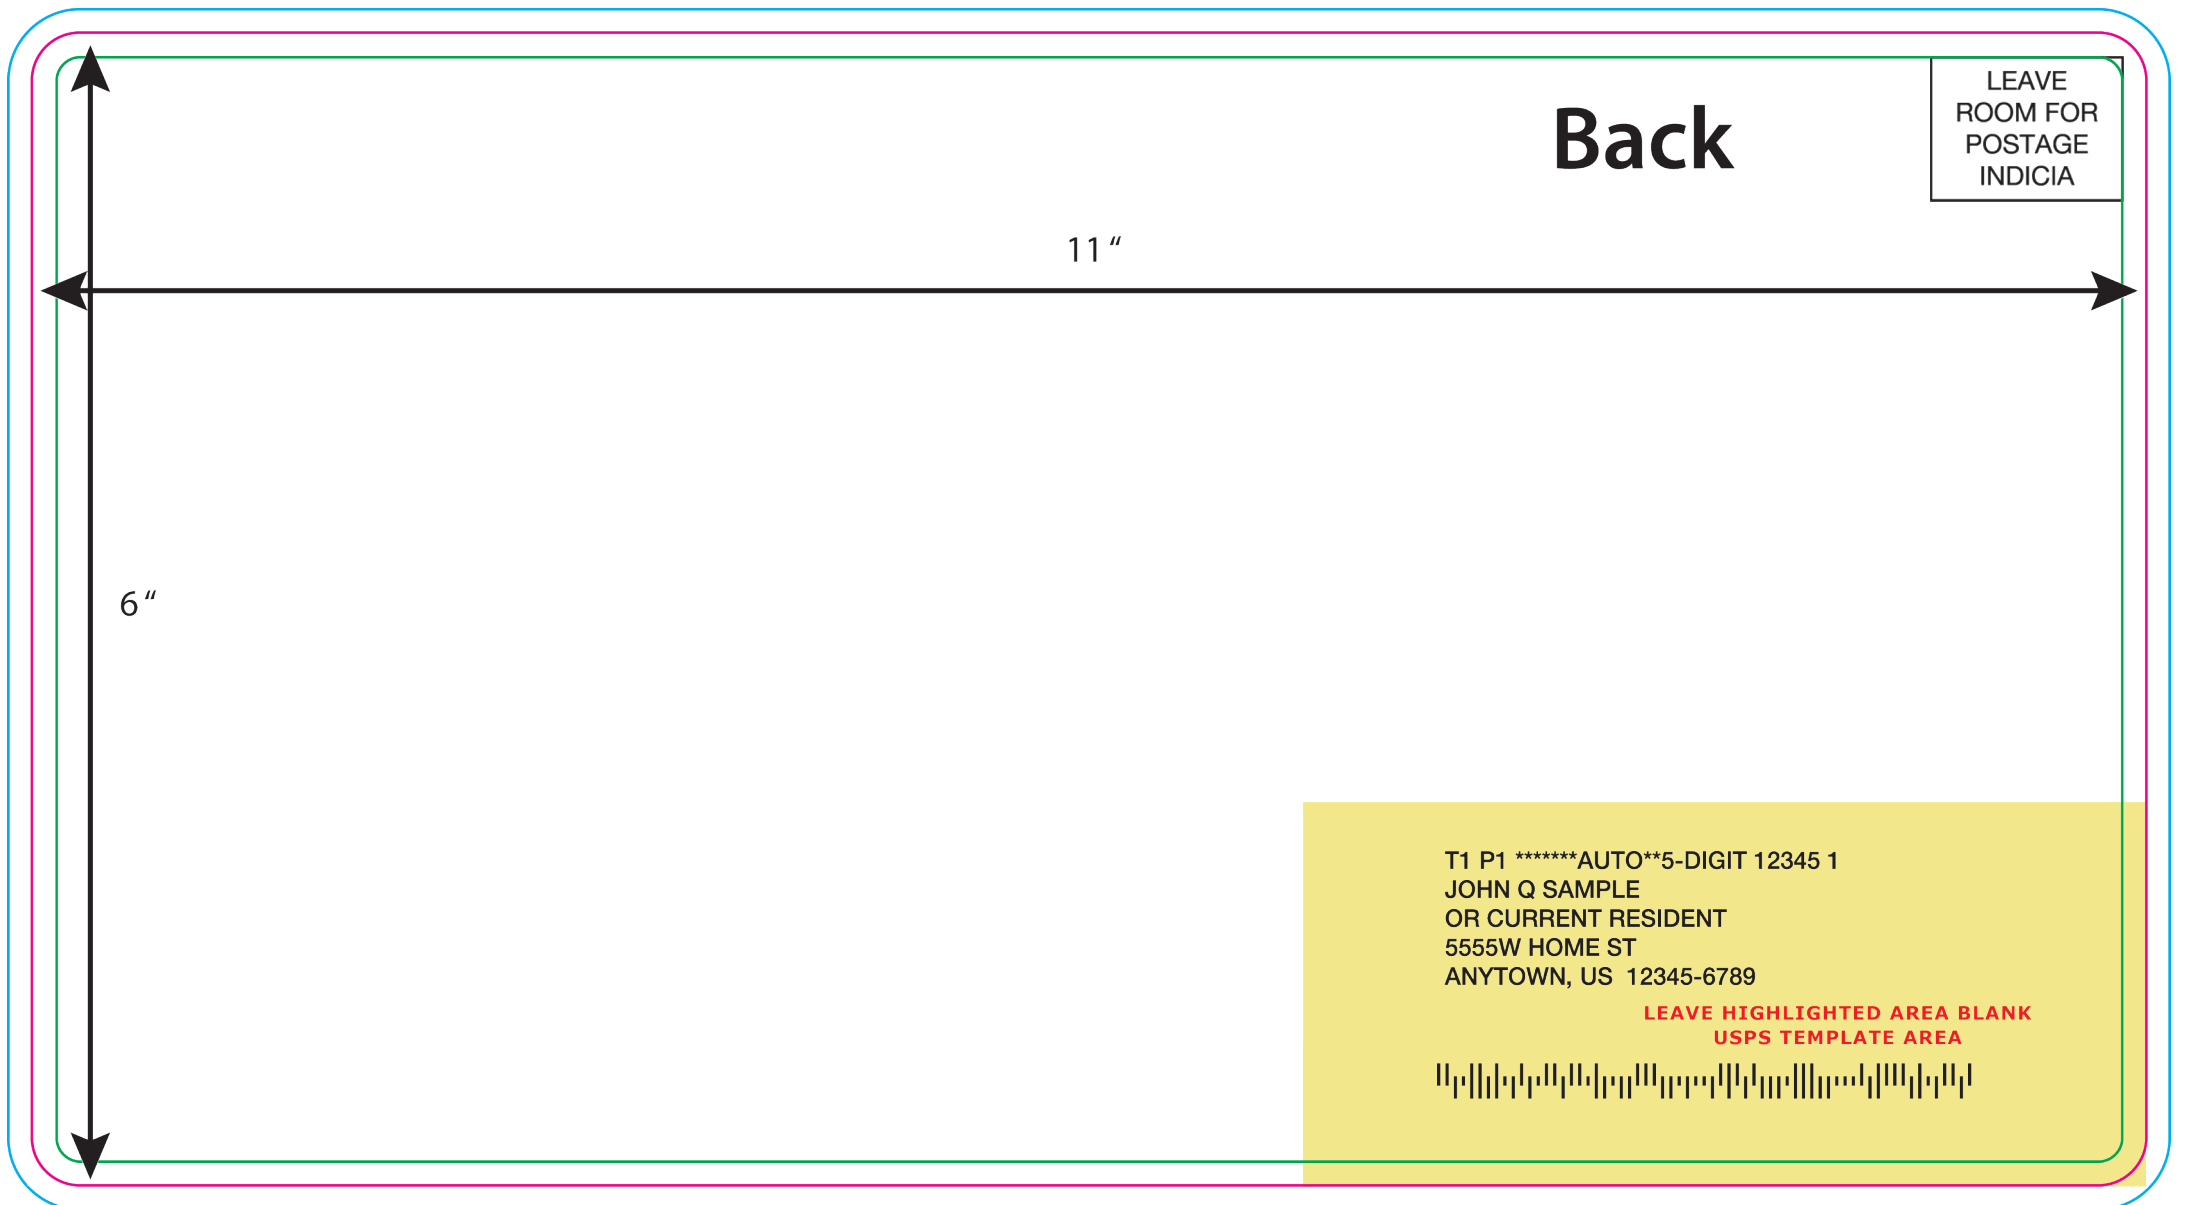 Back
LEAVE
ROOM FOR
POSTAGE
INDICIA
11 “
6 “
T1 P1 *******AUTO**5-DIGIT 12345 1
JOHN Q SAMPLE
OR CURRENT RESIDENT
5555W HOME ST
ANYTOWN, US  12345-6789
LEAVE HIGHLIGHTED AREA BLANK
USPS TEMPLATE AREA